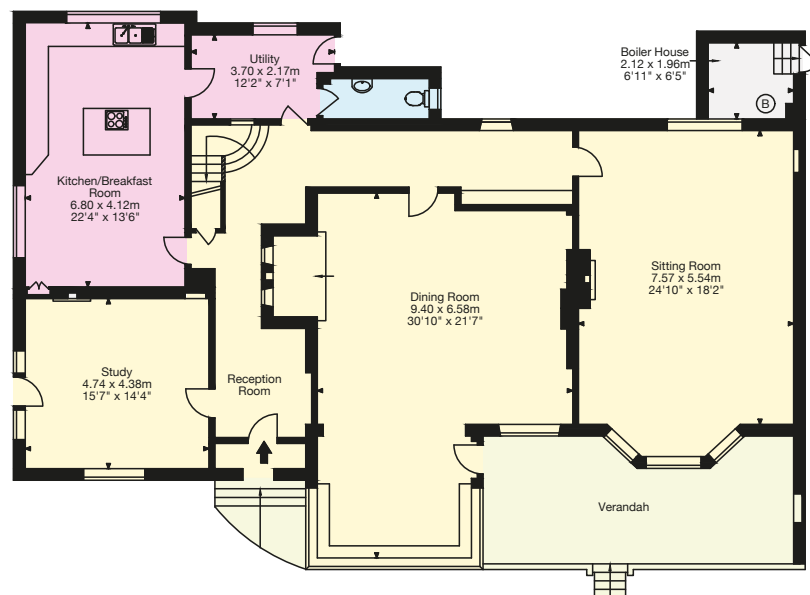 Utility
3.70 x 2.17m
12'2" x 7'1"
Boiler House
2.12 x 1.96m
6'11" x 6'5"
B
Kitchen/Breakfast
Room
6.80 x 4.12m
22'4" x 13'6"
Sitting Room
7.57 x 5.54m
24'10" x 18'2"
Dining Room
9.40 x 6.58m
30'10" x 21'7"
Study
4.74 x 4.38m
15'7" x 14'4"
Reception
Room
Verandah